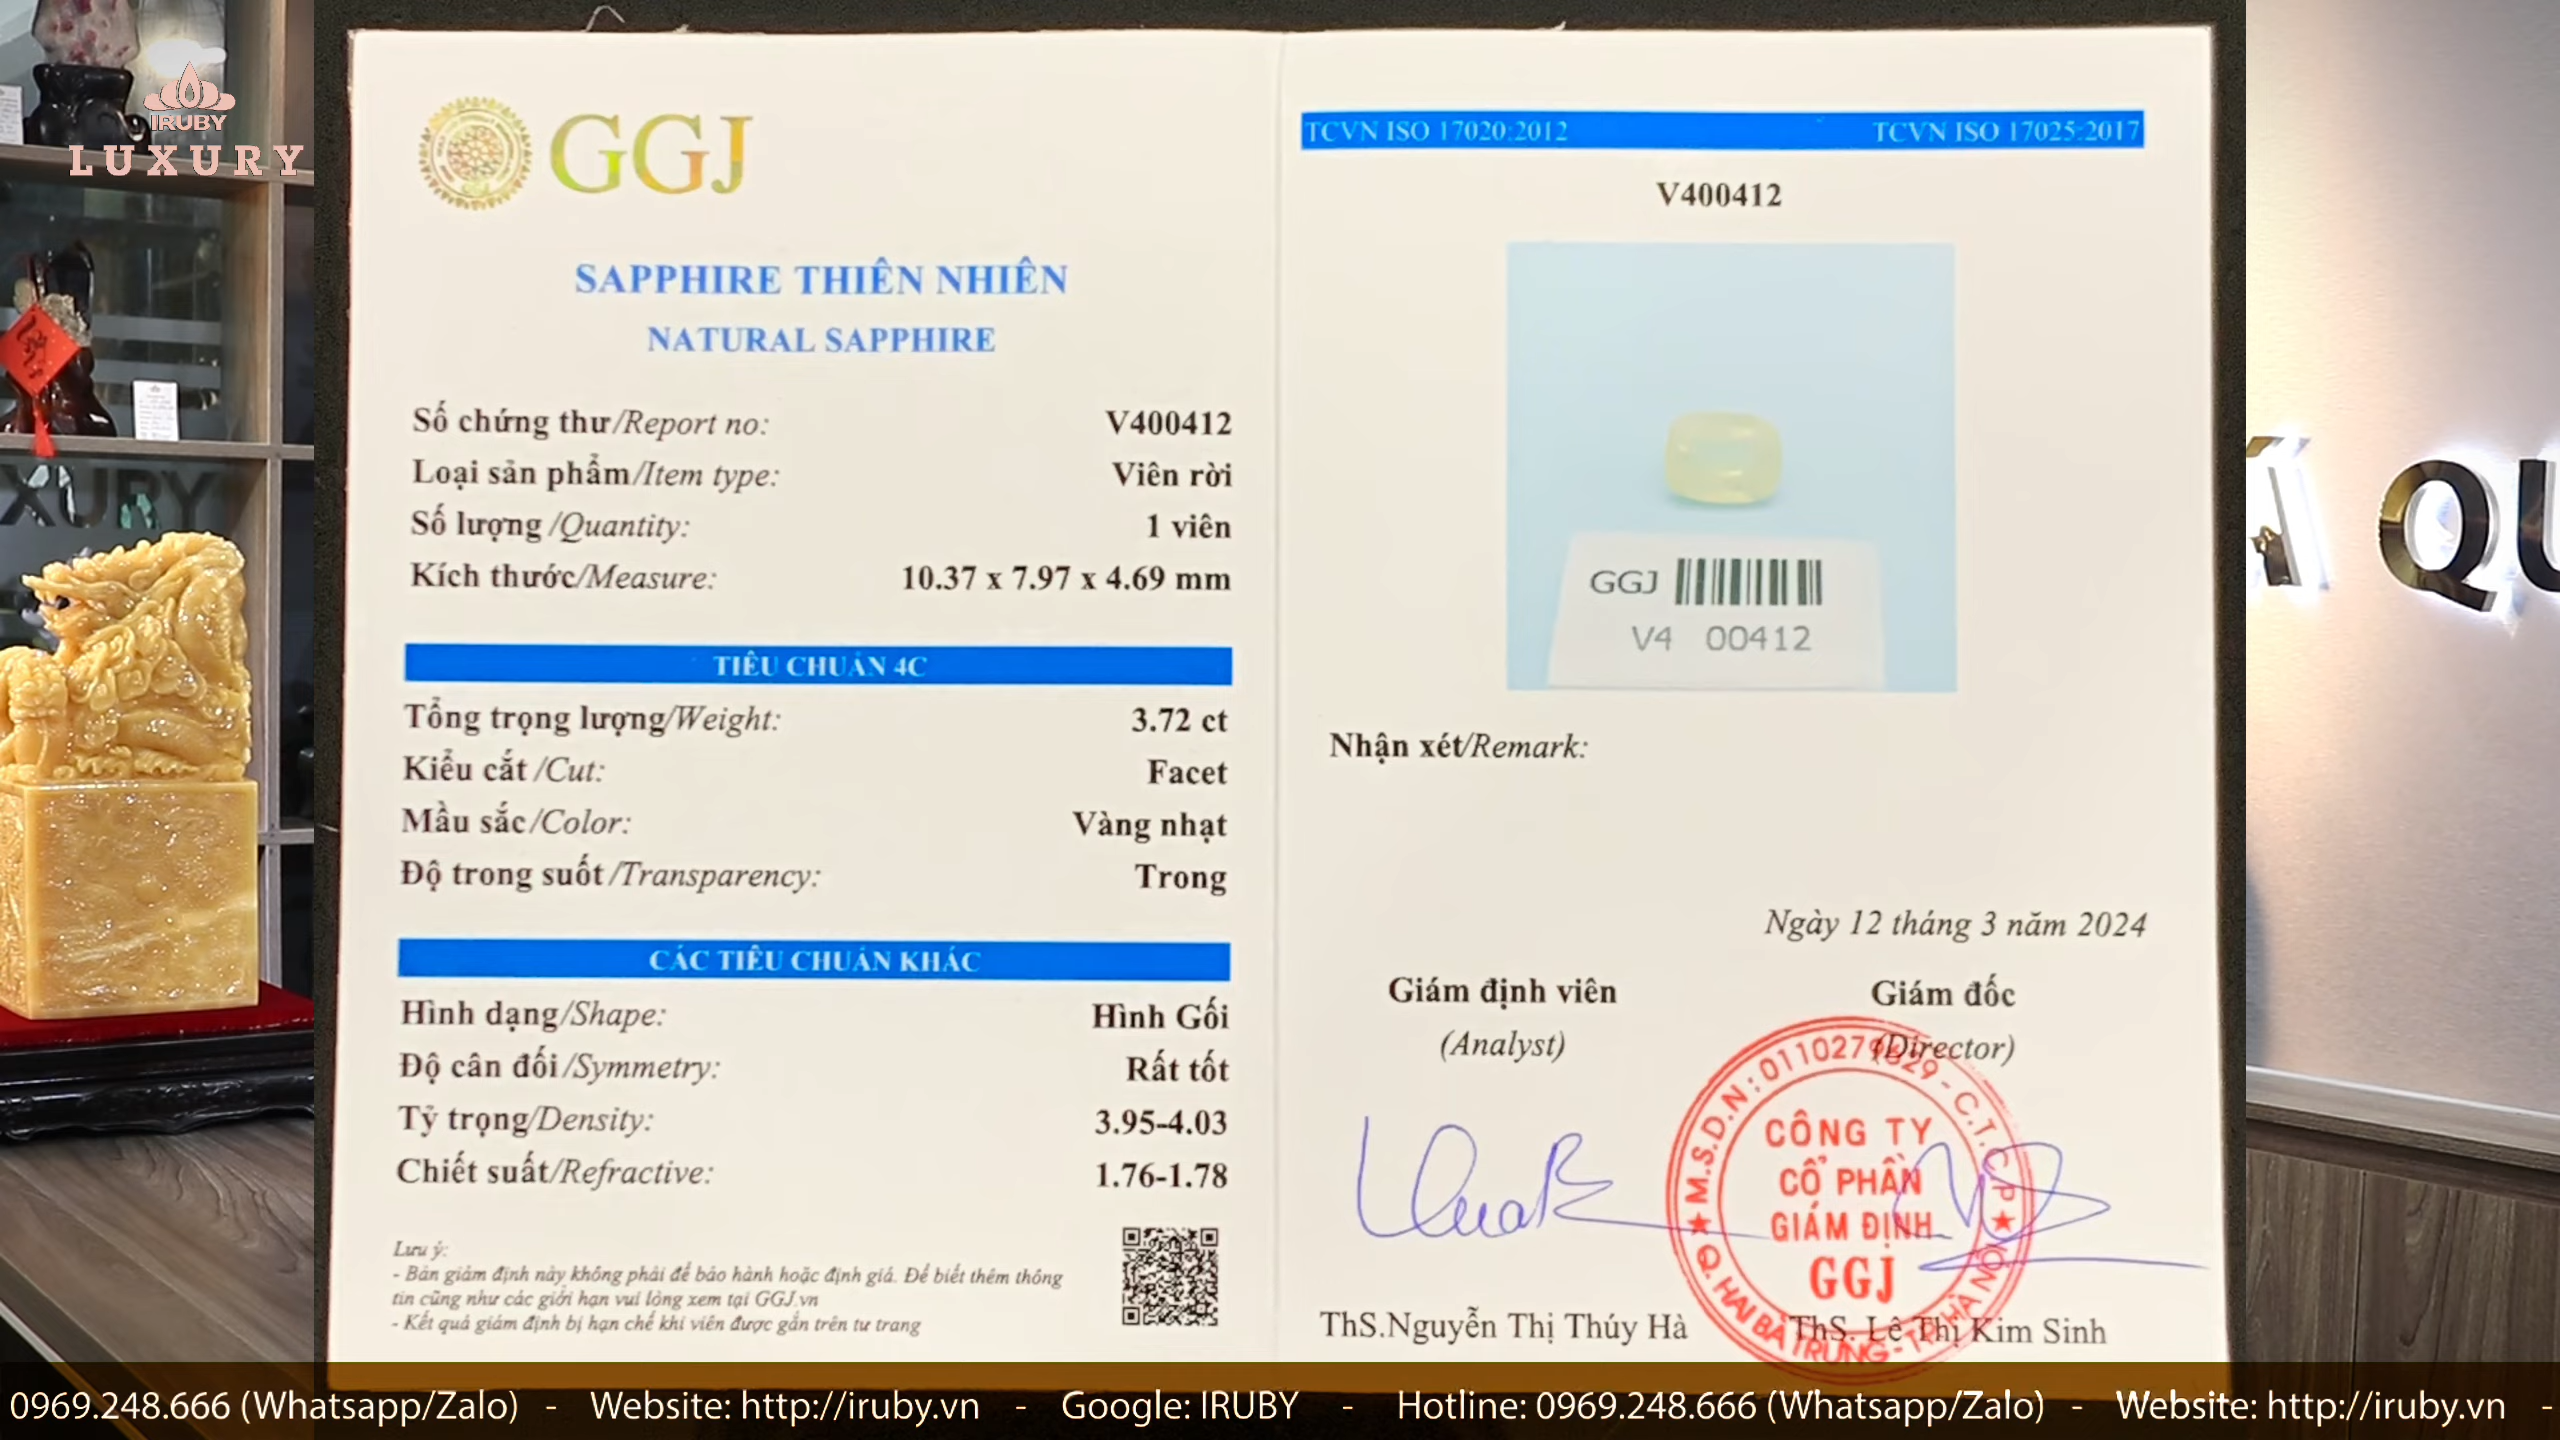 IRUBY
LUXURY
XURY
QU
GGJ
SAPPHIRE THIÊN NHIÊN
NATURAL SAPPHIRE
Số chứng thư/Report no: V400412
Loại sản phẩm/Item type: Viên rời
Số lượng /Quantity: 1 viên
Kích thước/Measure: 10.37 x 7.97 x 4.69 mm
TIÊU CHUẨN 4C
Tổng trọng lượng/Weight: 3.72 ct
Kiểu cắt /Cut: Facet
Mầu sắc/Color: Vàng nhạt
Độ trong suốt /Transparency: Trong
CÁC TIÊU CHUẨN KHÁC
Hình dạng/Shape: Hình Gối
Độ cân đối/Symmetry: Rất tốt
Tỷ trọng/Density: 3.95-4.03
Chiết suất/Refractive: 1.76-1.78
Lưu ý:
- Bản giám định này không phải để bảo hành hoặc định giá. Để biết thêm thông
tin cũng như các giới hạn vui lòng xem tại GGJ.vn
- Kết quả giám định bị hạn chế khi viên được gắn trên tư trang
TCVN ISO 17020:2012 TCVN ISO 17025:2017
V400412
GGJ
V4 00412
Nhận xét/Remark:
Ngày 12 tháng 3 năm 2024
Giám định viên Giám đốc
(Analyst) (Director)
CÔNG TY
CỔ PHẦN
GIÁM ĐỊNH
GGJ
★ M.S.D.N: 0110279629 - C.T.C.P ★
Q. HAI BÀ TRƯNG - TP HÀ NỘI
ThS.Nguyễn Thị Thúy Hà ThS. Lê Thị Kim Sinh
0969.248.666 (Whatsapp/Zalo) - Website: http://iruby.vn - Google: IRUBY - Hotline: 0969.248.666 (Whatsapp/Zalo) - Website: http://iruby.vn -